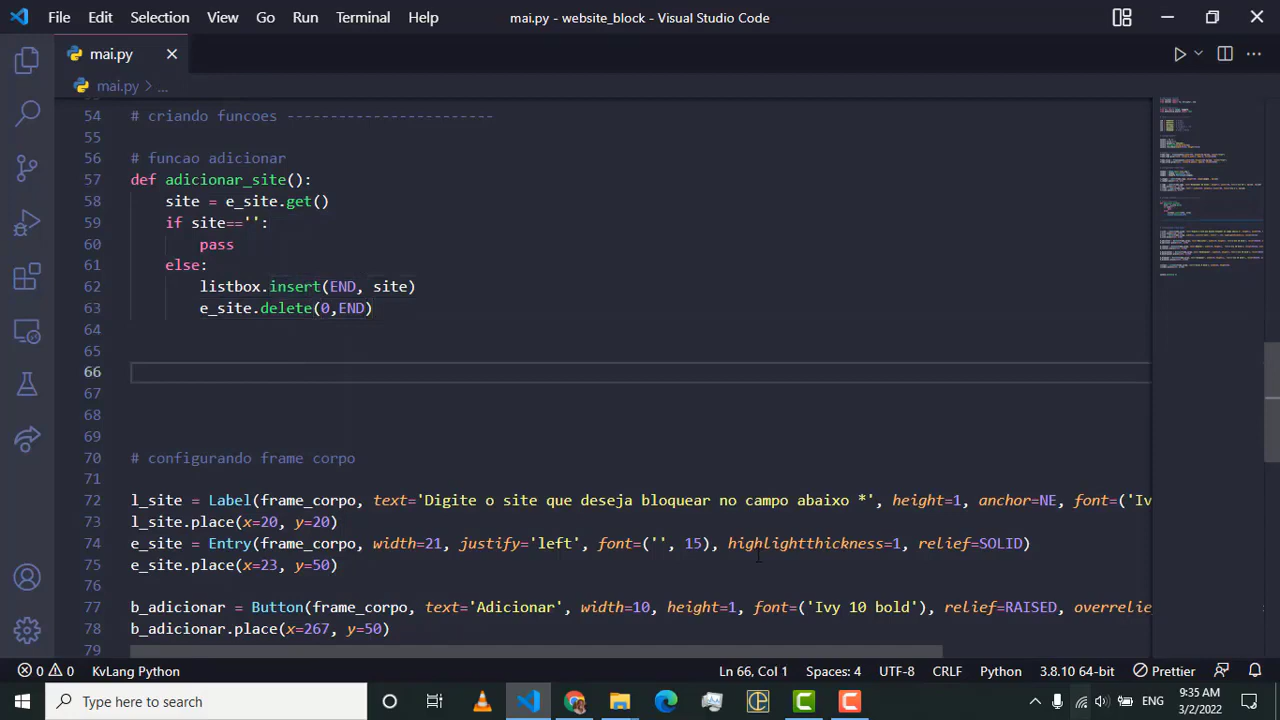 File Edit Selection View Go Run Terminal Help mai.py - website_block - Visual Studio Code
mai.py
mai.py > ...
54 # criando funcoes -------------------------
55
56 # funcao adicionar
57 def adicionar_site():
58 site = e_site.get()
59 if site=='':
60 pass
61 else:
62 listbox.insert(END, site)
63 e_site.delete(0,END)
64
65
66
67
68
69
70 # configurando frame corpo
71
72 l_site = Label(frame_corpo, text='Digite o site que deseja bloquear no campo abaixo *', height=1, anchor=NE, font=('Iv
73 l_site.place(x=20, y=20)
74 e_site = Entry(frame_corpo, width=21, justify='left', font=('', 15), highlightthickness=1, relief=SOLID)
75 e_site.place(x=23, y=50)
76
77 b_adicionar = Button(frame_corpo, text='Adicionar', width=10, height=1, font=('Ivy 10 bold'), relief=RAISED, overrelie
78 b_adicionar.place(x=267, y=50)
79
0 0 KvLang Python Ln 66, Col 1 Spaces: 4 UTF-8 CRLF Python 3.8.10 64-bit Prettier
Type here to search ENG 9:35 AM
3/2/2022